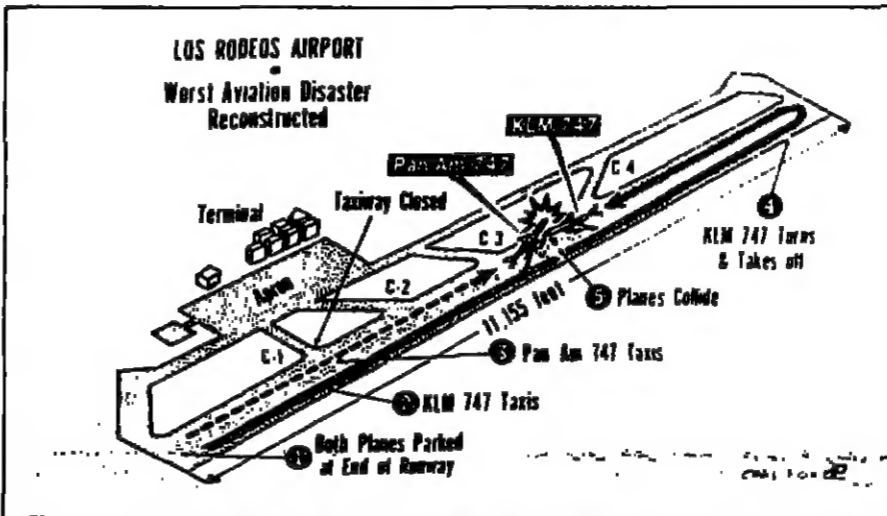 LOS RODEOS AIRPORT
Worst Aviation Disaster
Reconstructed
KLM 747
Pan Am 747
Taxiway Closed
Terminal
Apron
C-1
C-2
C 3
C 4
4
KLM 747 Turns
& Takes off
5 Planes Collide
11,155 feet
3 Pan Am 747 Taxis
2 KLM 747 Taxis
1 Both Planes Parked
at End of Runway